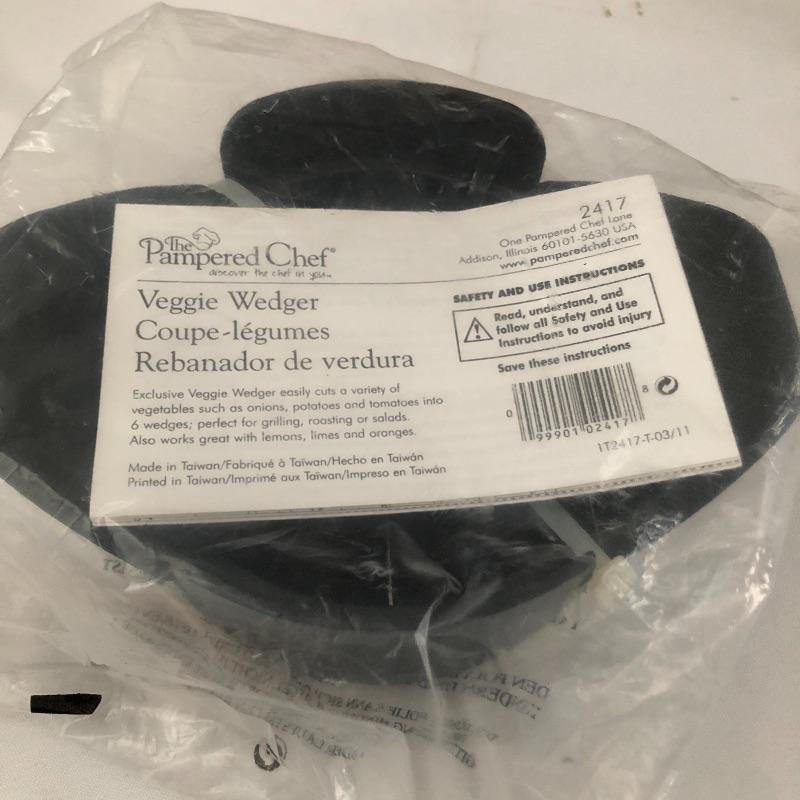 The
Pampered Chef®
discover the chef in you™
Veggie Wedger
Coupe-légumes
Rebanador de verdura
Exclusive Veggie Wedger easily cuts a variety of
vegetables such as onions, potatoes and tomatoes into
6 wedges; perfect for grilling, roasting or salads.
Also works great with lemons, limes and oranges.
Made in Taiwan/Fabriqué à Taïwan/Hecho en Taiwán
Printed in Taiwan/Imprimé aux Taïwan/Impreso en Taiwán
2417
One Pampered Chef Lane
Addison, Illinois 60101-5630 USA
www.pamperedchef.com
SAFETY AND USE INSTRUCTIONS
Read, understand, and
follow all Safety and Use
Instructions to avoid injury
Save these instructions
0 99901 02417 8
1T2417-T-03/11